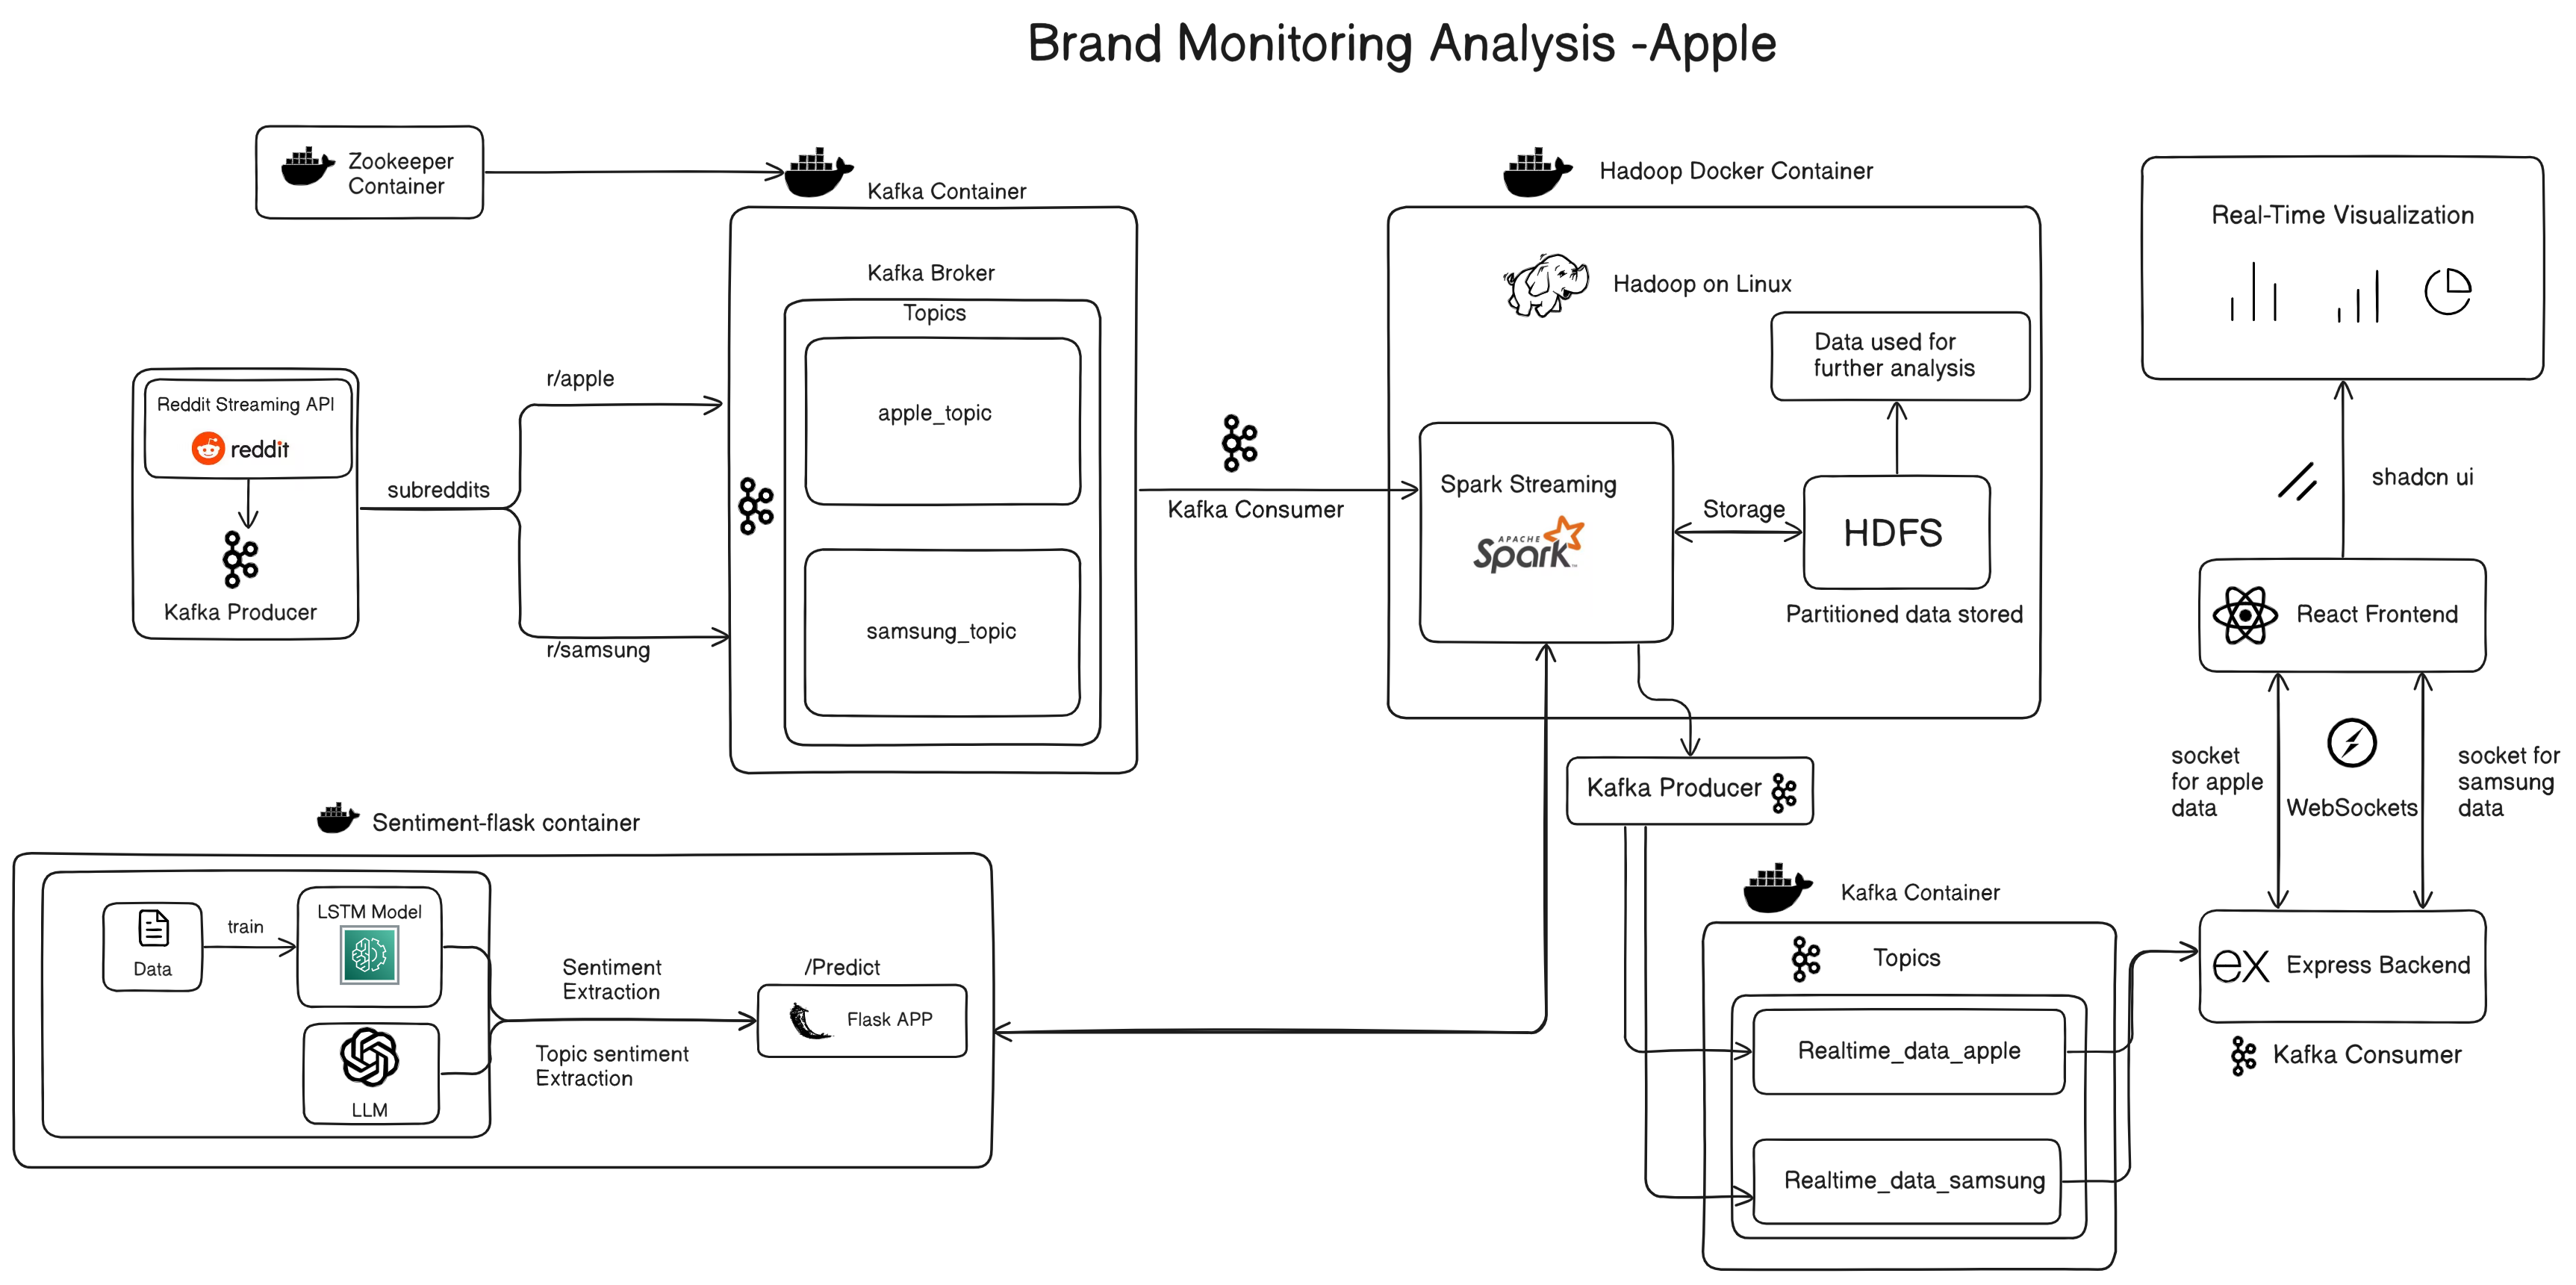 Brand Monitoring Analysis -Apple
Zookeeper
Container
Kafka Container
Kafka Broker
Topics
apple_topic
samsung_topic
Reddit Streaming API
reddit
Kafka Producer
subreddits
r/apple
r/samsung
Kafka Consumer
Hadoop Docker Container
Hadoop on Linux
Data used for
further analysis
Spark Streaming
APACHE
Spark
Storage
HDFS
Partitioned data stored
Kafka Producer
Kafka Container
Topics
Realtime_data_apple
Realtime_data_samsung
Real-Time Visualization
shadcn ui
React Frontend
socket
for apple
data
WebSockets
socket for
samsung
data
ex
Express Backend
Kafka Consumer
Sentiment-flask container
Data
train
LSTM Model
LLM
Sentiment
Extraction
Topic sentiment
Extraction
/Predict
Flask APP